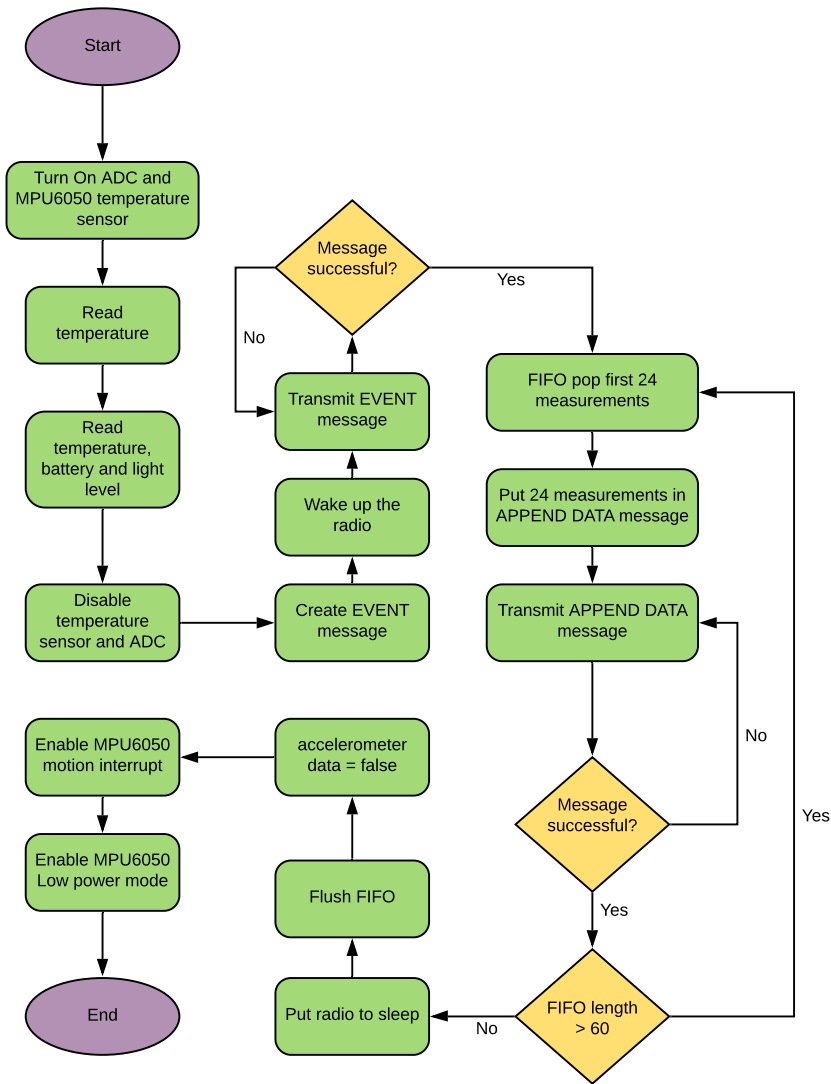 Start
Turn On ADC and
MPU6050 temperature
sensor
Read
temperature
Read
temperature,
battery and light
level
Disable
temperature
sensor and ADC
Create EVENT
message
Wake up the
radio
Transmit EVENT
message
Message
successful?
No
Yes
FIFO pop first 24
measurements
Put 24 measurements in
APPEND DATA message
Transmit APPEND DATA
message
Message
successful?
No
Yes
FIFO length
> 60
Yes
No
Put radio to sleep
Flush FIFO
accelerometer
data = false
Enable MPU6050
motion interrupt
Enable MPU6050
Low power mode
End